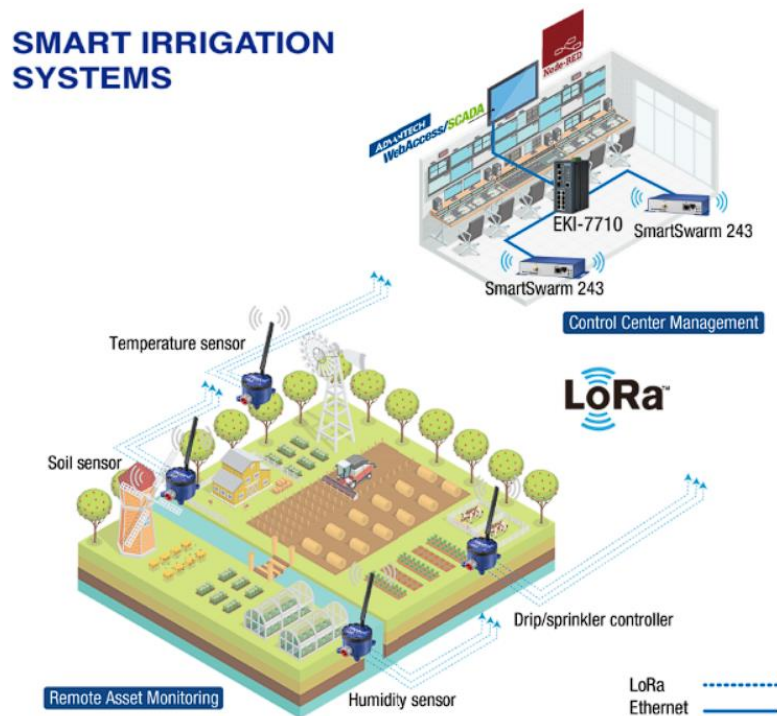 SMART IRRIGATION
SYSTEMS
Node-RED
ADVANTECH
WebAccess/SCADA
EKI-7710
SmartSwarm 243
SmartSwarm 243
Control Center Management
Temperature sensor
LoRa™
Soil sensor
Drip/sprinkler controller
Humidity sensor
Remote Asset Monitoring
LoRa
Ethernet